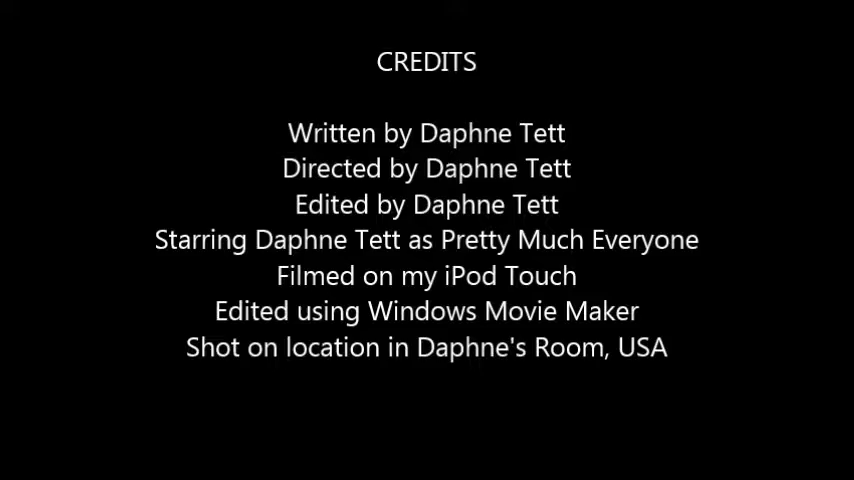 CREDITS
Written by Daphne Tett
Directed by Daphne Tett
Edited by Daphne Tett
Starring Daphne Tett as Pretty Much Everyone
Filmed on my iPod Touch
Edited using Windows Movie Maker
Shot on location in Daphne's Room, USA